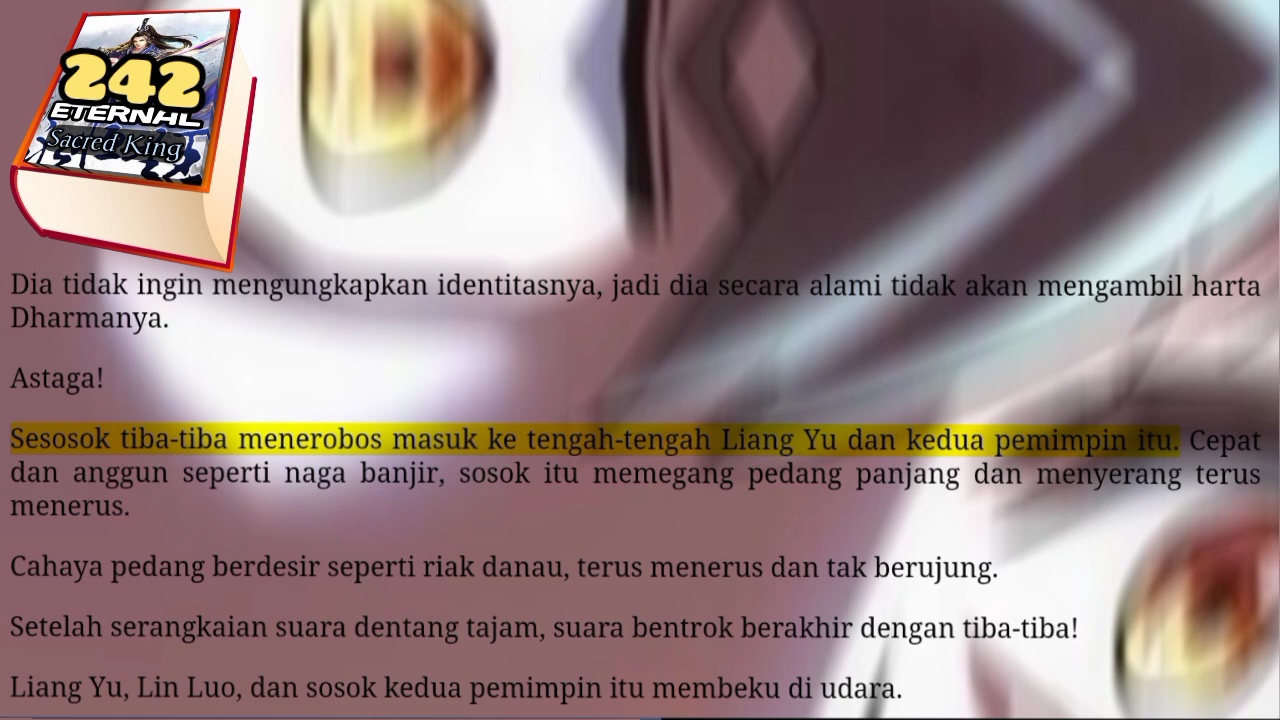 242
ETERNAL
Sacred King
Dia tidak ingin mengungkapkan identitasnya, jadi dia secara alami tidak akan mengambil harta
Dharmanya.
Astaga!
Sesosok tiba-tiba menerobos masuk ke tengah-tengah Liang Yu dan kedua pemimpin itu. Cepat
dan anggun seperti naga banjir, sosok itu memegang pedang panjang dan menyerang terus
menerus.
Cahaya pedang berdesir seperti riak danau, terus menerus dan tak berujung.
Setelah serangkaian suara dentang tajam, suara bentrok berakhir dengan tiba-tiba!
Liang Yu, Lin Luo, dan sosok kedua pemimpin itu membeku di udara.